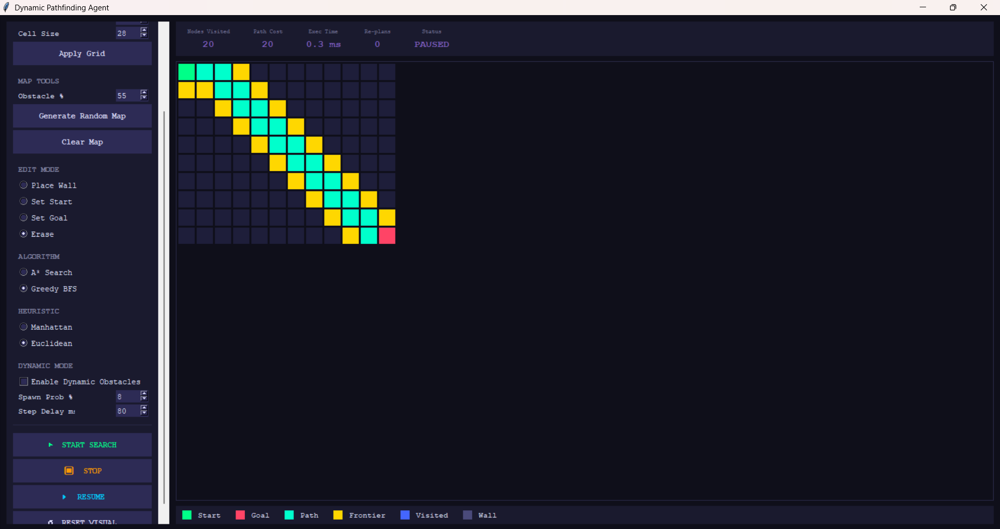 Dynamic Pathfinding Agent
Cell Size 28
Apply Grid
MAP TOOLS
Obstacle % 55
Generate Random Map
Clear Map
EDIT MODE
Place Wall
Set Start
Set Goal
Erase
ALGORITHM
A* Search
Greedy BFS
HEURISTIC
Manhattan
Euclidean
DYNAMIC MODE
Enable Dynamic Obstacles
Spawn Prob % 8
Step Delay ms 80
START SEARCH
STOP
RESUME
RESET VISUAL
Nodes Visited Path Cost Exec Time Re-plans Status
20 20 0.3 ms 0 PAUSED
Start Goal Path Frontier Visited Wall